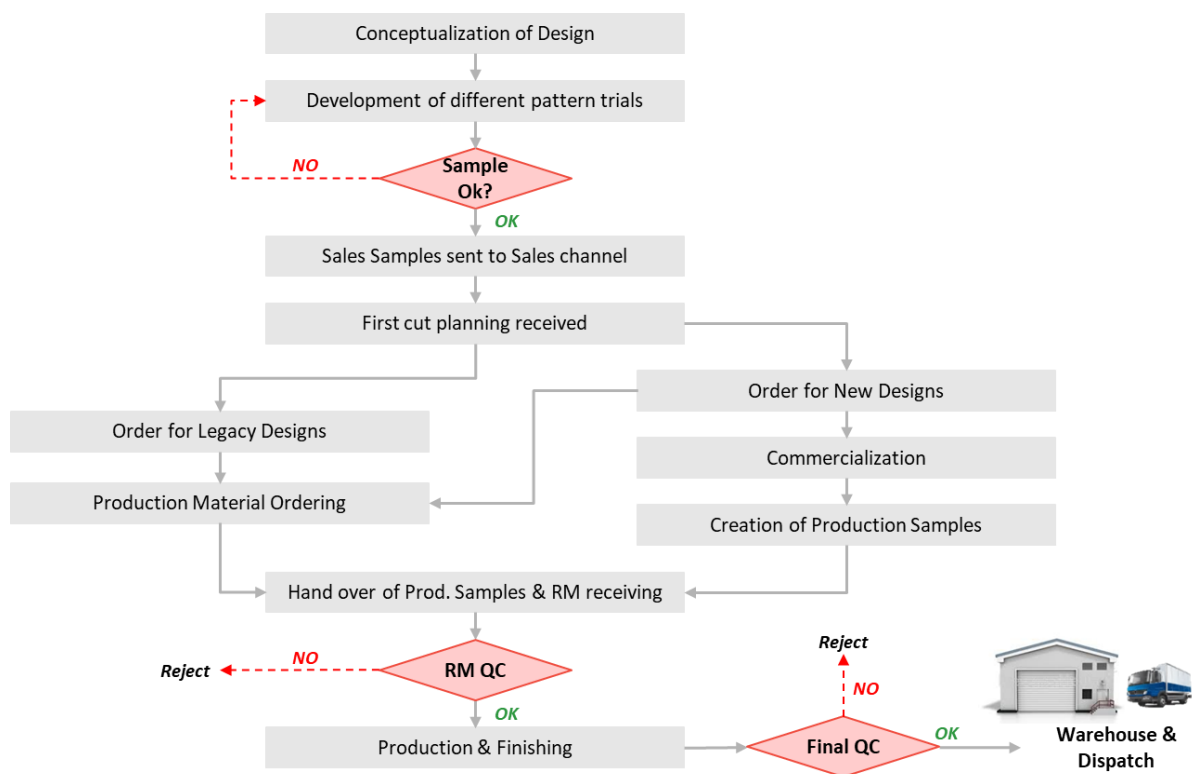 Conceptualization of Design
Development of different pattern trials
NO
Sample
Ok?
OK
Sales Samples sent to Sales channel
First cut planning received
Order for New Designs
Order for Legacy Designs
Commercialization
Production Material Ordering
Creation of Production Samples
Hand over of Prod. Samples & RM receiving
Reject
NO
RM QC
OK
Production & Finishing
Reject
NO
Final QC
OK
Warehouse &
Dispatch